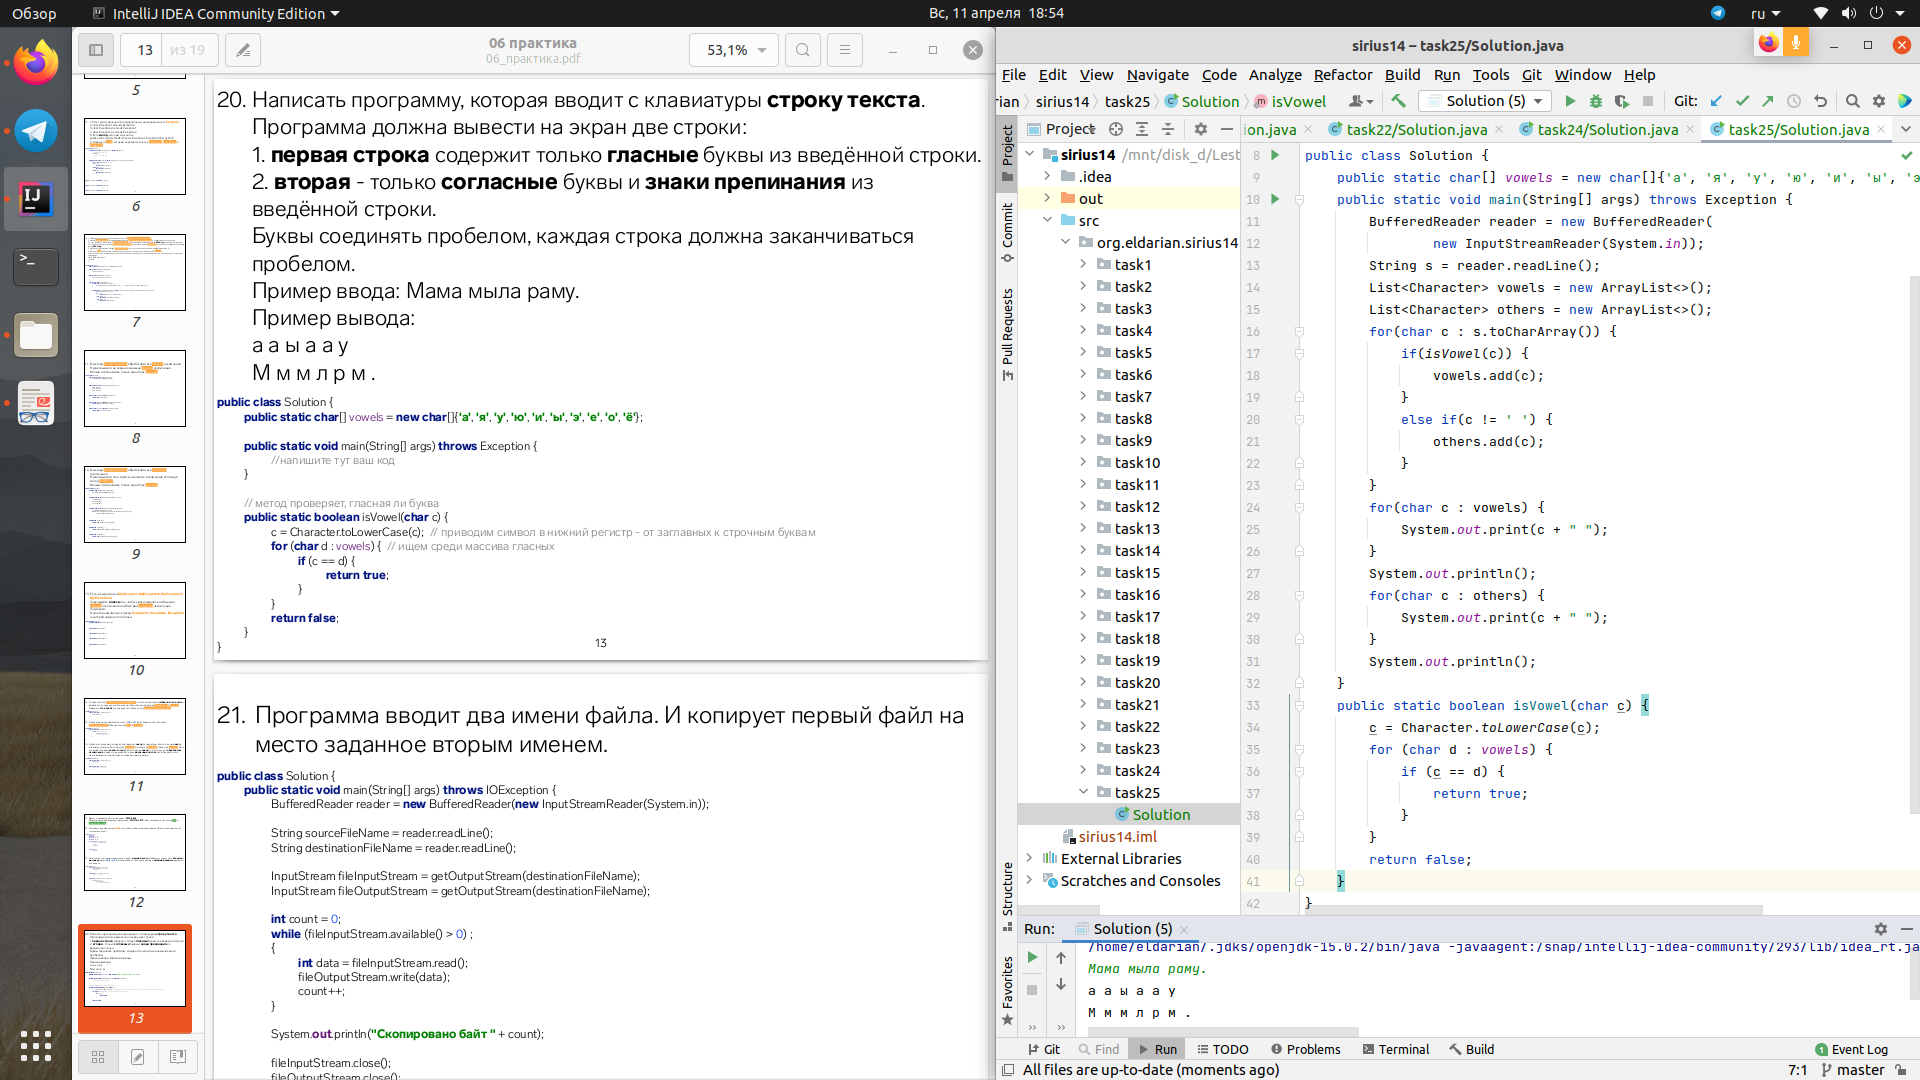 Обзор
IntelliJ IDEA Community Edition
Вс, 11 апреля 18:54
ru
13 из 19
06 практика
06_практика.pdf
53,1%
5
6
7
8
9
10
11
12
13
20. Написать программу, которая вводит с клавиатуры строку текста.
Программа должна вывести на экран две строки:
1. первая строка содержит только гласные буквы из введённой строки.
2. вторая - только согласные буквы и знаки препинания из
введённой строки.
Буквы соединять пробелом, каждая строка должна заканчиваться
пробелом.
Пример ввода: Мама мыла раму.
Пример вывода:
а а ы а а у
М м м л р м .
public class Solution {
public static char[] vowels = new char[]{'а', 'я', 'у', 'ю', 'и', 'ы', 'э', 'е', 'о', 'ё'};
public static void main(String[] args) throws Exception {
//напишите тут ваш код
}
// метод проверяет, гласная ли буква
public static boolean isVowel(char c) {
c = Character.toLowerCase(c); // приводим символ в нижний регистр - от заглавных к строчным буквам
for (char d : vowels) { // ищем среди массива гласных
if (c == d) {
return true;
}
}
return false;
}
}
13
21. Программа вводит два имени файла. И копирует первый файл на
место заданное вторым именем.
public class Solution {
public static void main(String[] args) throws IOException {
BufferedReader reader = new BufferedReader(new InputStreamReader(System.in));
String sourceFileName = reader.readLine();
String destinationFileName = reader.readLine();
InputStream fileInputStream = getOutputStream(destinationFileName);
InputStream fileOutputStream = getOutputStream(destinationFileName);
int count = 0;
while (fileInputStream.available() > 0) ;
{
int data = fileInputStream.read();
fileOutputStream.write(data);
count++;
}
System.out.println("Скопировано байт " + count);
fileInputStream.close();
fileOutputStream.close();
sirius14 – task25/Solution.java
File Edit View Navigate Code Analyze Refactor Build Run Tools Git Window Help
rian sirius14 task25 Solution isVowel
Solution (5)
Git:
Project
ion.java task22/Solution.java task24/Solution.java task25/Solution.java
Project
Commit
Pull Requests
Structure
Favorites
sirius14 /mnt/disk_d/Lest
.idea
out
src
org.eldarian.sirius14
task1
task2
task3
task4
task5
task6
task7
task8
task9
task10
task11
task12
task13
task14
task15
task16
task17
task18
task19
task20
task21
task22
task23
task24
task25
Solution
sirius14.iml
External Libraries
Scratches and Consoles
8 public class Solution {
9 public static char[] vowels = new char[]{'а', 'я', 'у', 'ю', 'и', 'ы', 'э
10 public static void main(String[] args) throws Exception {
11 BufferedReader reader = new BufferedReader(
12 new InputStreamReader(System.in));
13 String s = reader.readLine();
14 List<Character> vowels = new ArrayList<>();
15 List<Character> others = new ArrayList<>();
16 for(char c : s.toCharArray()) {
17 if(isVowel(c)) {
18 vowels.add(c);
19 }
20 else if(c != ' ') {
21 others.add(c);
22 }
23 }
24 for(char c : vowels) {
25 System.out.print(c + " ");
26 }
27 System.out.println();
28 for(char c : others) {
29 System.out.print(c + " ");
30 }
31 System.out.println();
32 }
33 public static boolean isVowel(char c) {
34 c = Character.toLowerCase(c);
35 for (char d : vowels) {
36 if (c == d) {
37 return true;
38 }
39 }
40 return false;
41 }
42 }
Run: Solution (5)
/home/eldarian/.jdks/openjdk-15.0.2/bin/java -javaagent:/snap/intellij-idea-community/293/lib/idea_rt.ja
Мама мыла раму.
а а ы а а у
М м м л р м .
Git Find Run TODO Problems Terminal Build
1 Event Log
All files are up-to-date (moments ago)
7:1 master